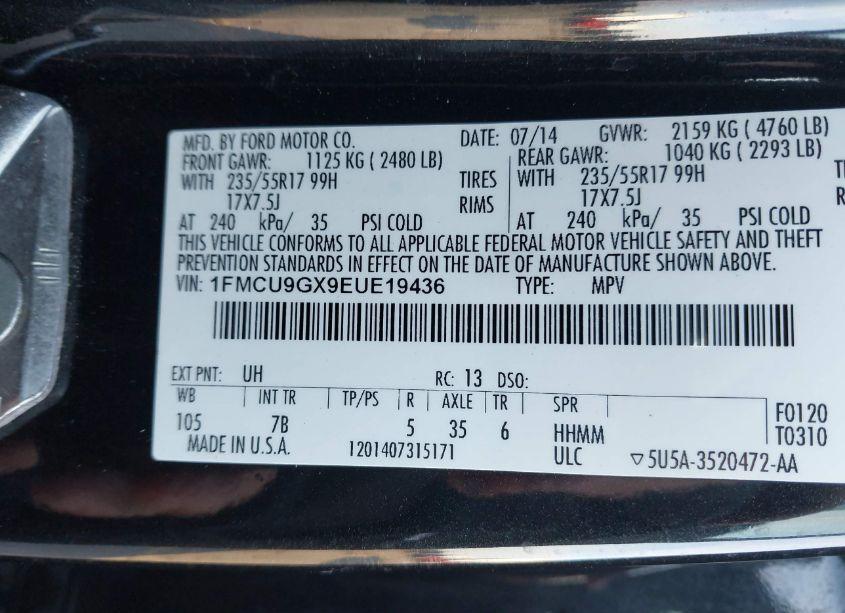 MFD. BY FORD MOTOR CO. DATE: 07/14 GVWR: 2159 KG ( 4760 LB)
FRONT GAWR: 1125 KG ( 2480 LB) REAR GAWR: 1040 KG ( 2293 LB)
WITH 235/55R17 99H TIRES WITH 235/55R17 99H
17X7.5J RIMS 17X7.5J
AT 240 kPa/ 35 PSI COLD AT 240 kPa/ 35 PSI COLD
THIS VEHICLE CONFORMS TO ALL APPLICABLE FEDERAL MOTOR VEHICLE SAFETY AND THEFT
PREVENTION STANDARDS IN EFFECT ON THE DATE OF MANUFACTURE SHOWN ABOVE.
VIN: 1FMCU9GX9EUE19436 TYPE: MPV
EXT PNT: UH RC: 13 DSO:
WB INT TR TP/PS R AXLE TR SPR
105 7B 5 35 6 HHMM
F0120
T0310
MADE IN U.S.A. 1201407315171 ULC ▽5U5A-3520472-AA